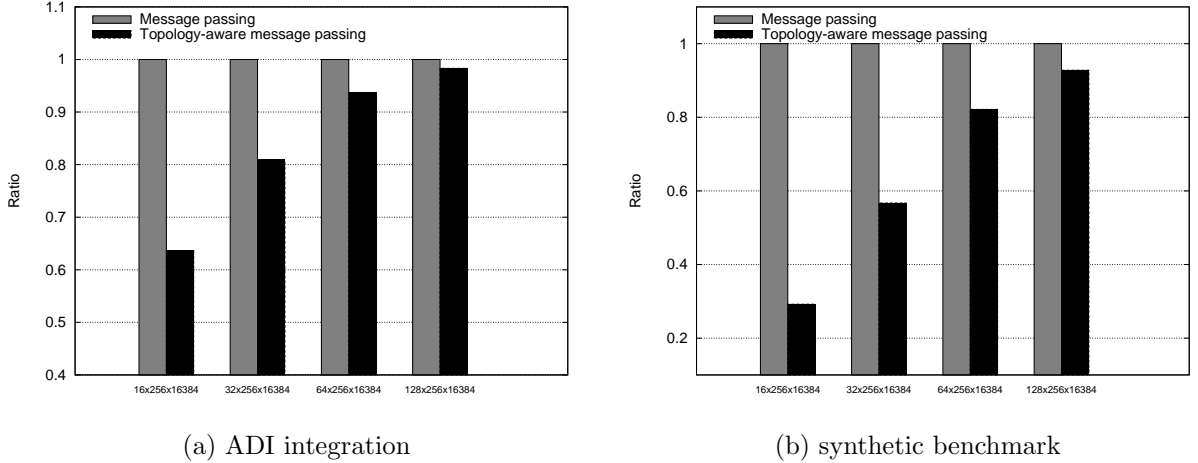 1.1
1
0.9
0.8
0.7
0.6
0.5
0.4
Ratio
Message passing
Topology-aware message passing
16x256x16384 32x256x16384 64x256x16384 128x256x16384
(a) ADI integration
1
0.8
0.6
0.4
0.2
Ratio
Message passing
Topology-aware message passing
16x256x16384 32x256x16384 64x256x16384 128x256x16384
(b) synthetic benchmark